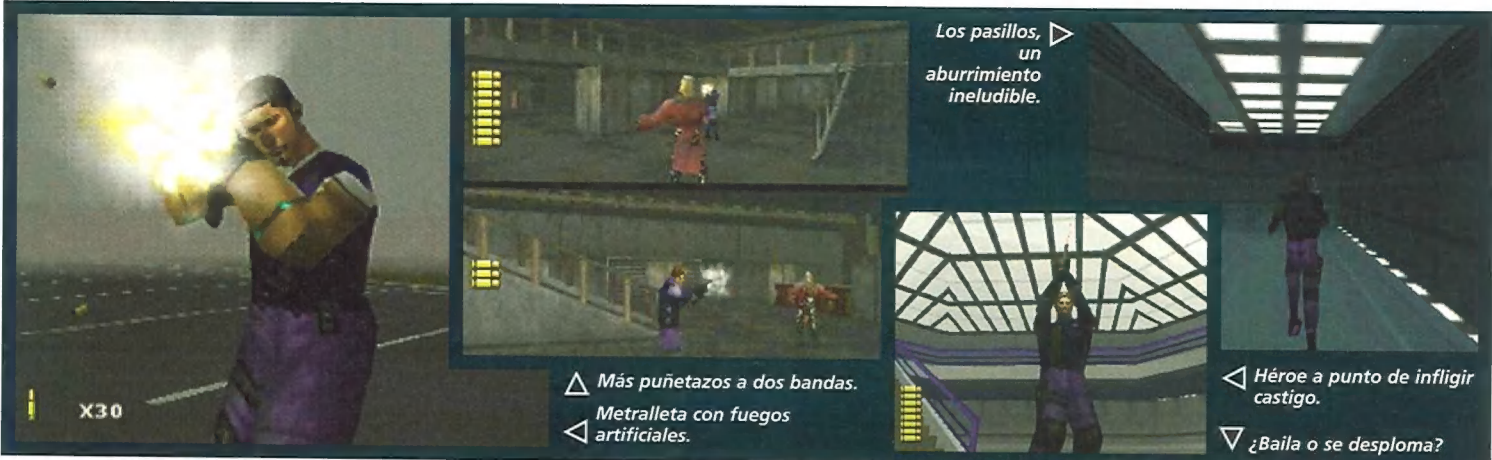 Los pasillos, ▷
un
aburrimiento
ineludible.
X30
△ Más puñetazos a dos bandas.
Metralleta con fuegos
◁ artificiales.
◁ Héroe a punto de infligir
castigo.
▽ ¿Baila o se desploma?